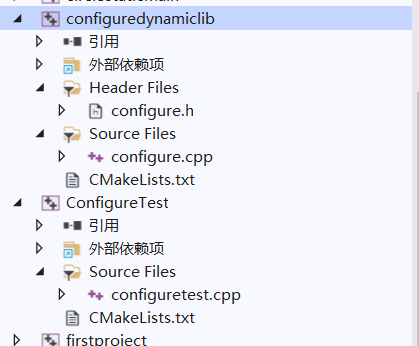 configuredynamiclib
引用
外部依赖项
Header Files
configure.h
Source Files
configure.cpp
CMakeLists.txt
ConfigureTest
引用
外部依赖项
Source Files
configuretest.cpp
CMakeLists.txt
firstproject